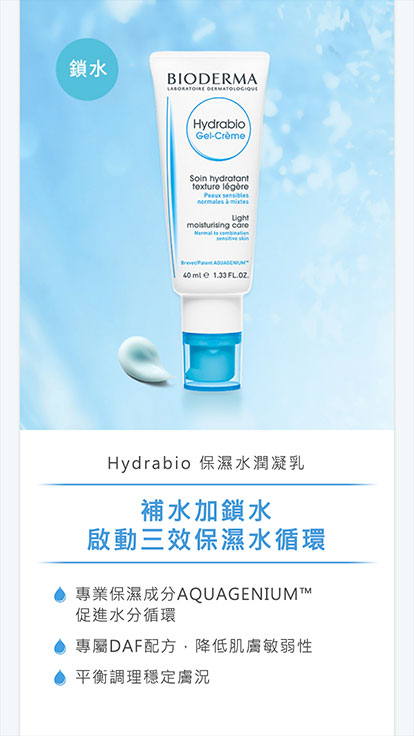 鎖水
BIODERMA
LABORATOIRE DERMATOLOGIQUE
Hydrabio
Gel-Crème
Soin hydratant
texture légère
Peaux sensibles
normales à mixtes
Light
moisturising care
Normal to combination
sensitive skin
Brevet/Patent AQUAGENIUM™
40 ml ℮ 1.33 FL.OZ.
Hydrabio 保濕水潤凝乳
補水加鎖水
啟動三效保濕水循環
專業保濕成分AQUAGENIUM™
促進水分循環
專屬DAF配方，降低肌膚敏弱性
平衡調理穩定膚況